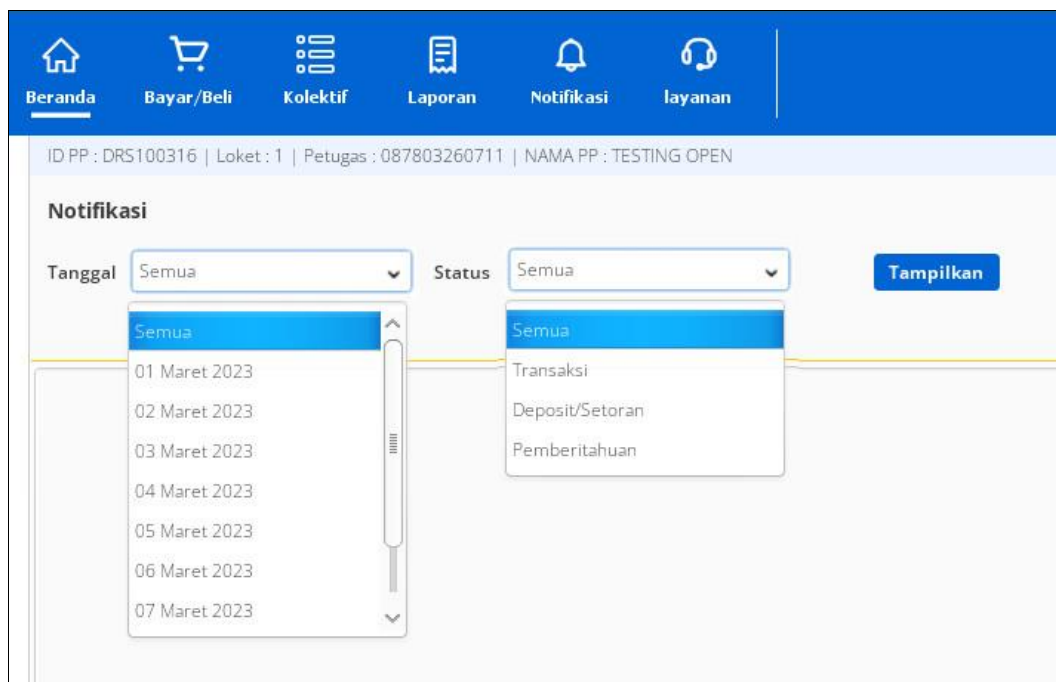 Beranda Bayar/Beli Kolektif Laporan Notifikasi layanan
ID PP : DRS100316 | Loket : 1 | Petugas : 087803260711 | NAMA PP : TESTING OPEN
Notifikasi
Tanggal Semua Status Semua Tampilkan
Semua
01 Maret 2023
02 Maret 2023
03 Maret 2023
04 Maret 2023
05 Maret 2023
06 Maret 2023
07 Maret 2023
Semua
Transaksi
Deposit/Setoran
Pemberitahuan